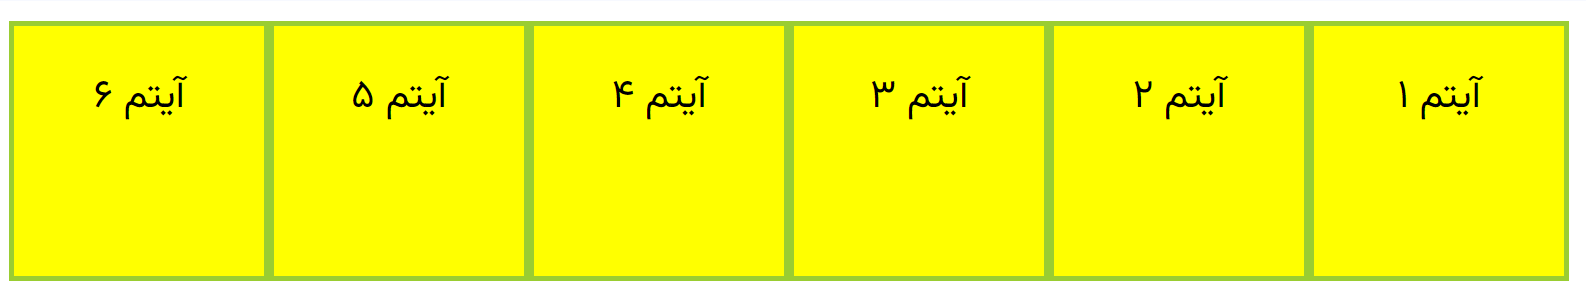 آیتم ۱
آیتم ۲
آیتم ۳
آیتم ۴
آیتم ۵
آیتم ۶